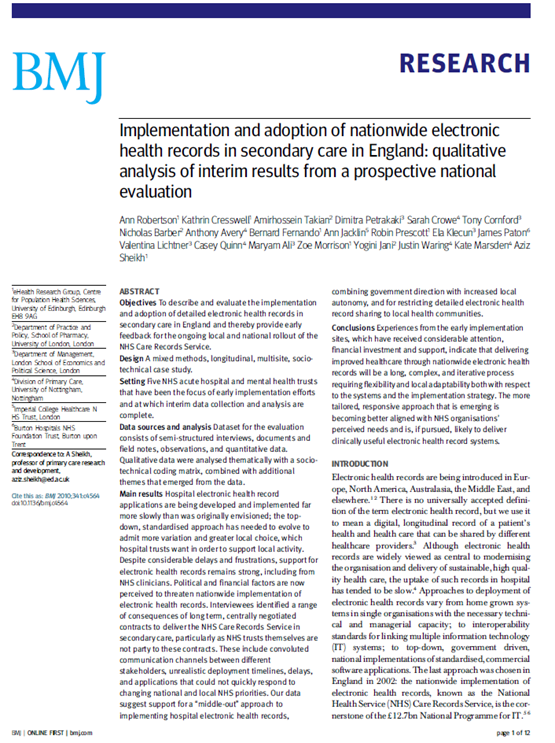 BMJ
RESEARCH
Implementation and adoption of nationwide electronic
health records in secondary care in England: qualitative
analysis of interim results from a prospective national
evaluation
Ann Robertson¹ Kathrin Cresswell¹ Amirhossein Takian² Dimitra Petrakaki³ Sarah Crowe⁴ Tony Cornford³
Nicholas Barber² Anthony Avery⁴ Bernard Fernando¹ Ann Jacklin⁵ Robin Prescott¹ Ela Klecun³ James Paton⁶
Valentina Lichtner³ Casey Quinn⁴ Maryam Ali³ Zoe Morrison¹ Yogini Jani² Justin Waring⁴ Kate Marsden⁴ Aziz
Sheikh¹
¹eHealth Research Group, Centre
for Population Health Sciences,
University of Edinburgh, Edinburgh
EH8 9AG
²Department of Practice and
Policy, School of Pharmacy,
University of London, London
³Department of Management,
London School of Economics and
Political Science, London
⁴Division of Primary Care,
University of Nottingham,
Nottingham
⁵Imperial College Healthcare N
HS Trust, London
⁶Burton Hospitals NHS
Foundation Trust, Burton upon
Trent
Correspondence to: A Sheikh,
professor of primary care research
and development,
aziz.sheikh@ed.ac.uk
Cite this as: BMJ 2010;341:c4564
doi:10.1136/bmj.c4564
ABSTRACT
Objectives To describe and evaluate the implementation
and adoption of detailed electronic health records in
secondary care in England and thereby provide early
feedback for the ongoing local and national rollout of the
NHS Care Records Service.
Design A mixed methods, longitudinal, multisite, socio-
technical case study.
Setting Five NHS acute hospital and mental health trusts
that have been the focus of early implementation efforts
and at which interim data collection and analysis are
complete.
Data sources and analysis Dataset for the evaluation
consists of semi-structured interviews, documents and
field notes, observations, and quantitative data.
Qualitative data were analysed thematically with a socio-
technical coding matrix, combined with additional
themes that emerged from the data.
Main results Hospital electronic health record
applications are being developed and implemented far
more slowly than was originally envisioned; the top-
down, standardised approach has needed to evolve to
admit more variation and greater local choice, which
hospital trusts want in order to support local activity.
Despite considerable delays and frustrations, support for
electronic health records remains strong, including from
NHS clinicians. Political and financial factors are now
perceived to threaten nationwide implementation of
electronic health records. Interviewees identified a range
of consequences of long term, centrally negotiated
contracts to deliver the NHS Care Records Service in
secondary care, particularly as NHS trusts themselves are
not party to these contracts. These include convoluted
communication channels between different
stakeholders, unrealistic deployment timelines, delays,
and applications that could not quickly respond to
changing national and local NHS priorities. Our data
suggest support for a "middle-out" approach to
implementing hospital electronic health records,
combining government direction with increased local
autonomy, and for restricting detailed electronic health
record sharing to local health communities.
Conclusions Experiences from the early implementation
sites, which have received considerable attention,
financial investment and support, indicate that delivering
improved healthcare through nationwide electronic health
records will be a long, complex, and iterative process
requiring flexibility and local adaptability both with respect
to the systems and the implementation strategy. The more
tailored, responsive approach that is emerging is
becoming better aligned with NHS organisations'
perceived needs and is, if pursued, likely to deliver
clinically useful electronic health record systems.
INTRODUCTION
Electronic health records are being introduced in Eur-
ope, North America, Australasia, the Middle East, and
elsewhere.¹ ² There is no universally accepted defini-
tion of the term electronic health record, but we use it
to mean a digital, longitudinal record of a patient's
health and health care that can be shared by different
healthcare providers.³ Although electronic health
records are widely viewed as central to modernising
the organisation and delivery of sustainable, high qual-
ity health care, the uptake of such records in hospital
has tended to be slow.⁴ Approaches to deployment of
electronic health records vary from home grown sys-
tems in single organisations with the necessary techni-
cal and managerial capacity; to interoperability
standards for linking multiple information technology
(IT) systems; to top-down, government driven,
national implementations of standardised, commercial
software applications. The last approach was chosen in
England in 2002: the nationwide implementation of
electronic health records, known as the National
Health Service (NHS) Care Records Service, is the cor-
nerstone of the £12.7bn National Programme for IT.⁵ ⁶
BMJ | ONLINE FIRST | bmj.com
page 1 of 12